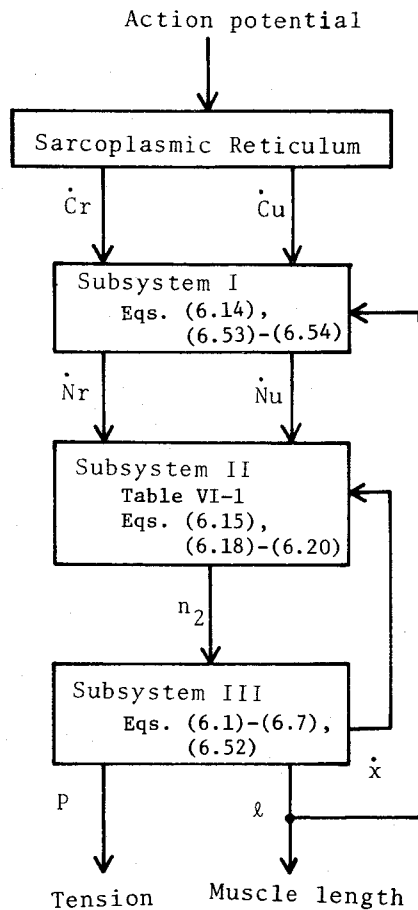 Action potential
Sarcoplasmic Reticulum
Ċr Ċu
Subsystem I
Eqs. (6.14),
(6.53)-(6.54)
Ṅr Ṅu
Subsystem II
Table VI-1
Eqs. (6.15),
(6.18)-(6.20)
n₂
Subsystem III
Eqs. (6.1)-(6.7),
(6.52)
ẋ
P ℓ
Tension Muscle length